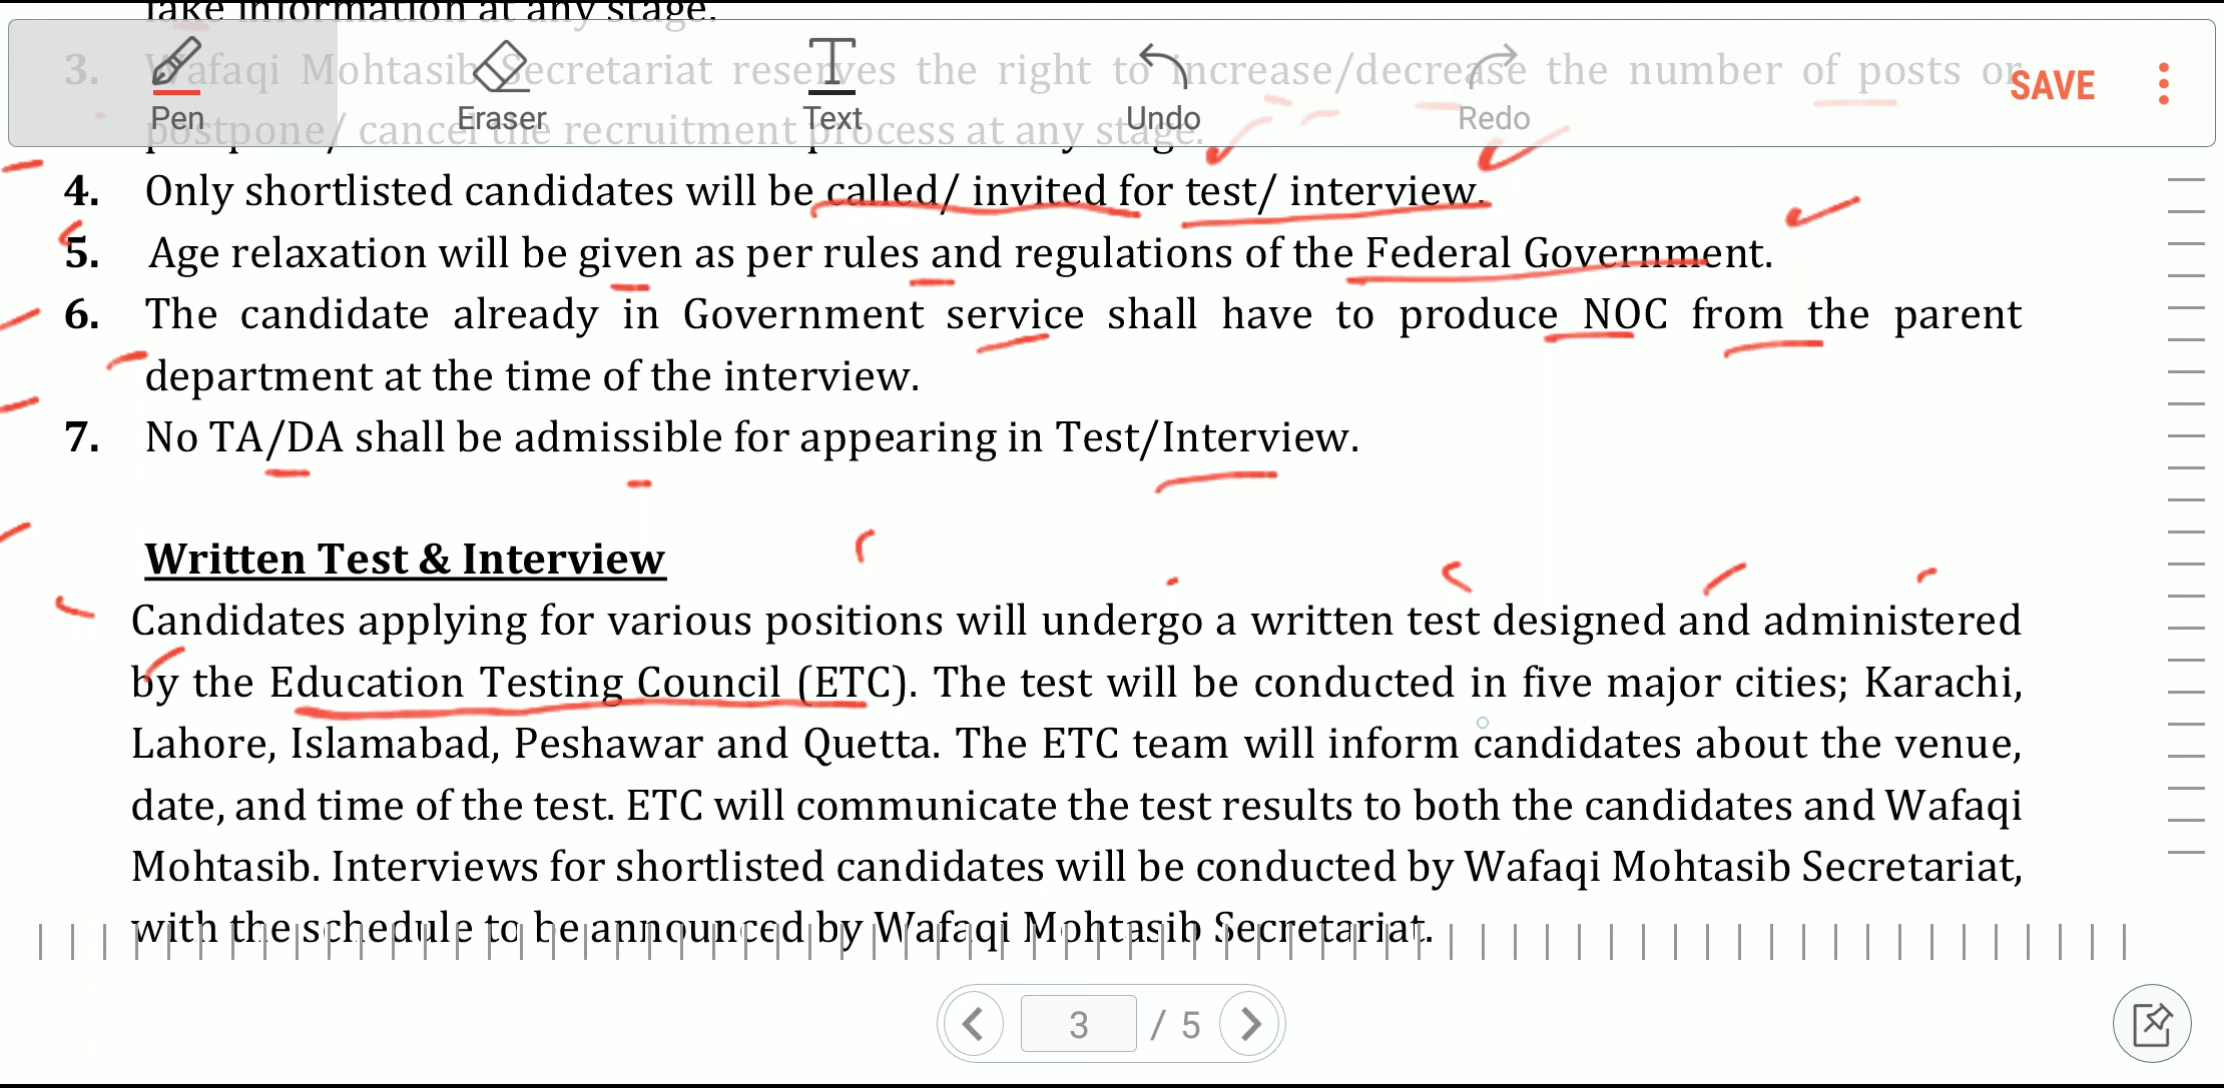 take information at any stage.
3. Wafaqi Mohtasib Secretariat reserves the right to increase/decrease the number of posts or
Pen Eraser Text Undo Redo SAVE
postpone/ cancel the recruitment process at any stage.
4. Only shortlisted candidates will be called/ invited for test/ interview.
5. Age relaxation will be given as per rules and regulations of the Federal Government.
6. The candidate already in Government service shall have to produce NOC from the parent
department at the time of the interview.
7. No TA/DA shall be admissible for appearing in Test/Interview.
Written Test & Interview
Candidates applying for various positions will undergo a written test designed and administered
by the Education Testing Council (ETC). The test will be conducted in five major cities; Karachi,
Lahore, Islamabad, Peshawar and Quetta. The ETC team will inform candidates about the venue,
date, and time of the test. ETC will communicate the test results to both the candidates and Wafaqi
Mohtasib. Interviews for shortlisted candidates will be conducted by Wafaqi Mohtasib Secretariat,
with the schedule to be announced by Wafaqi Mohtasib Secretariat.
3 / 5